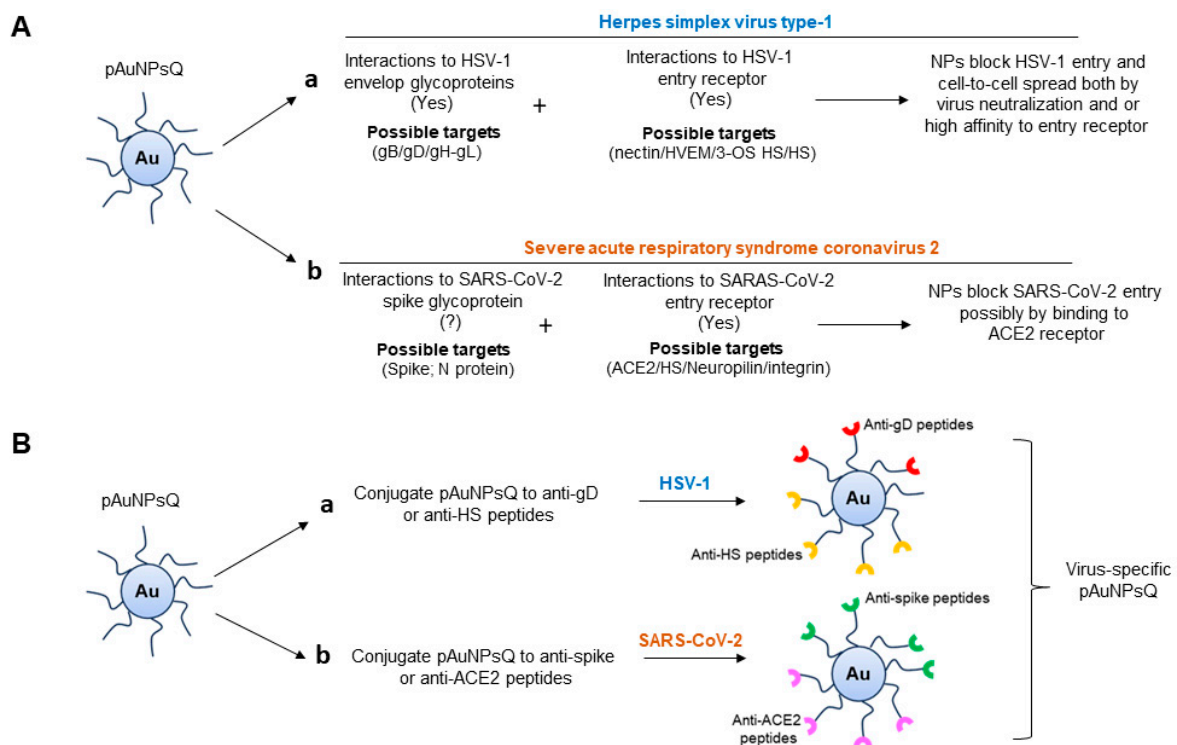 A
Herpes simplex virus type-1
pAuNPsQ
Au
a
Interactions to HSV-1
envelop glycoproteins
(Yes)
Possible targets
(gB/gD/gH-gL)
+
Interactions to HSV-1
entry receptor
(Yes)
Possible targets
(nectin/HVEM/3-OS HS/HS)
NPs block HSV-1 entry and
cell-to-cell spread both by
virus neutralization and or
high affinity to entry receptor
b
Severe acute respiratory syndrome coronavirus 2
Interactions to SARS-CoV-2
spike glycoprotein
(?)
Possible targets
(Spike; N protein)
+
Interactions to SARAS-CoV-2
entry receptor
(Yes)
Possible targets
(ACE2/HS/Neuropilin/integrin)
NPs block SARS-CoV-2 entry
possibly by binding to
ACE2 receptor
B
pAuNPsQ
Au
a
Conjugate pAuNPsQ to anti-gD
or anti-HS peptides
HSV-1
Anti-gD peptides
Au
Anti-HS peptides
b
Conjugate pAuNPsQ to anti-spike
or anti-ACE2 peptides
SARS-CoV-2
Anti-spike peptides
Au
Anti-ACE2
peptides
Virus-specific
pAuNPsQ